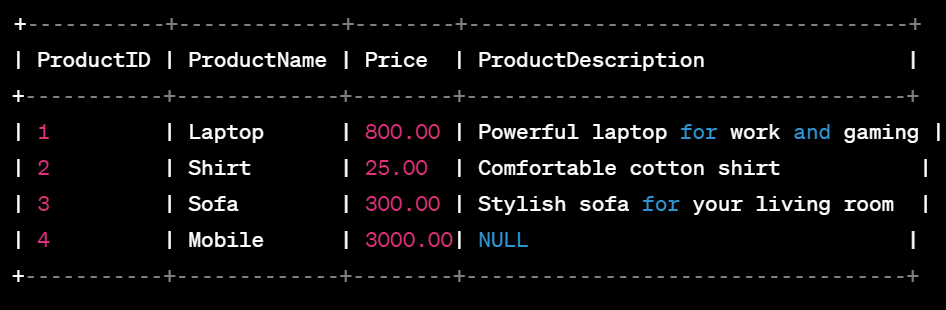 +-----------+-------------+--------+-----------------------------------+
| ProductID | ProductName | Price  | ProductDescription                |
+-----------+-------------+--------+-----------------------------------+
| 1         | Laptop      | 800.00 | Powerful laptop for work and gaming |
| 2         | Shirt       | 25.00  | Comfortable cotton shirt           |
| 3         | Sofa        | 300.00 | Stylish sofa for your living room  |
| 4         | Mobile      | 3000.00| NULL                              |
+-----------+-------------+--------+-----------------------------------+